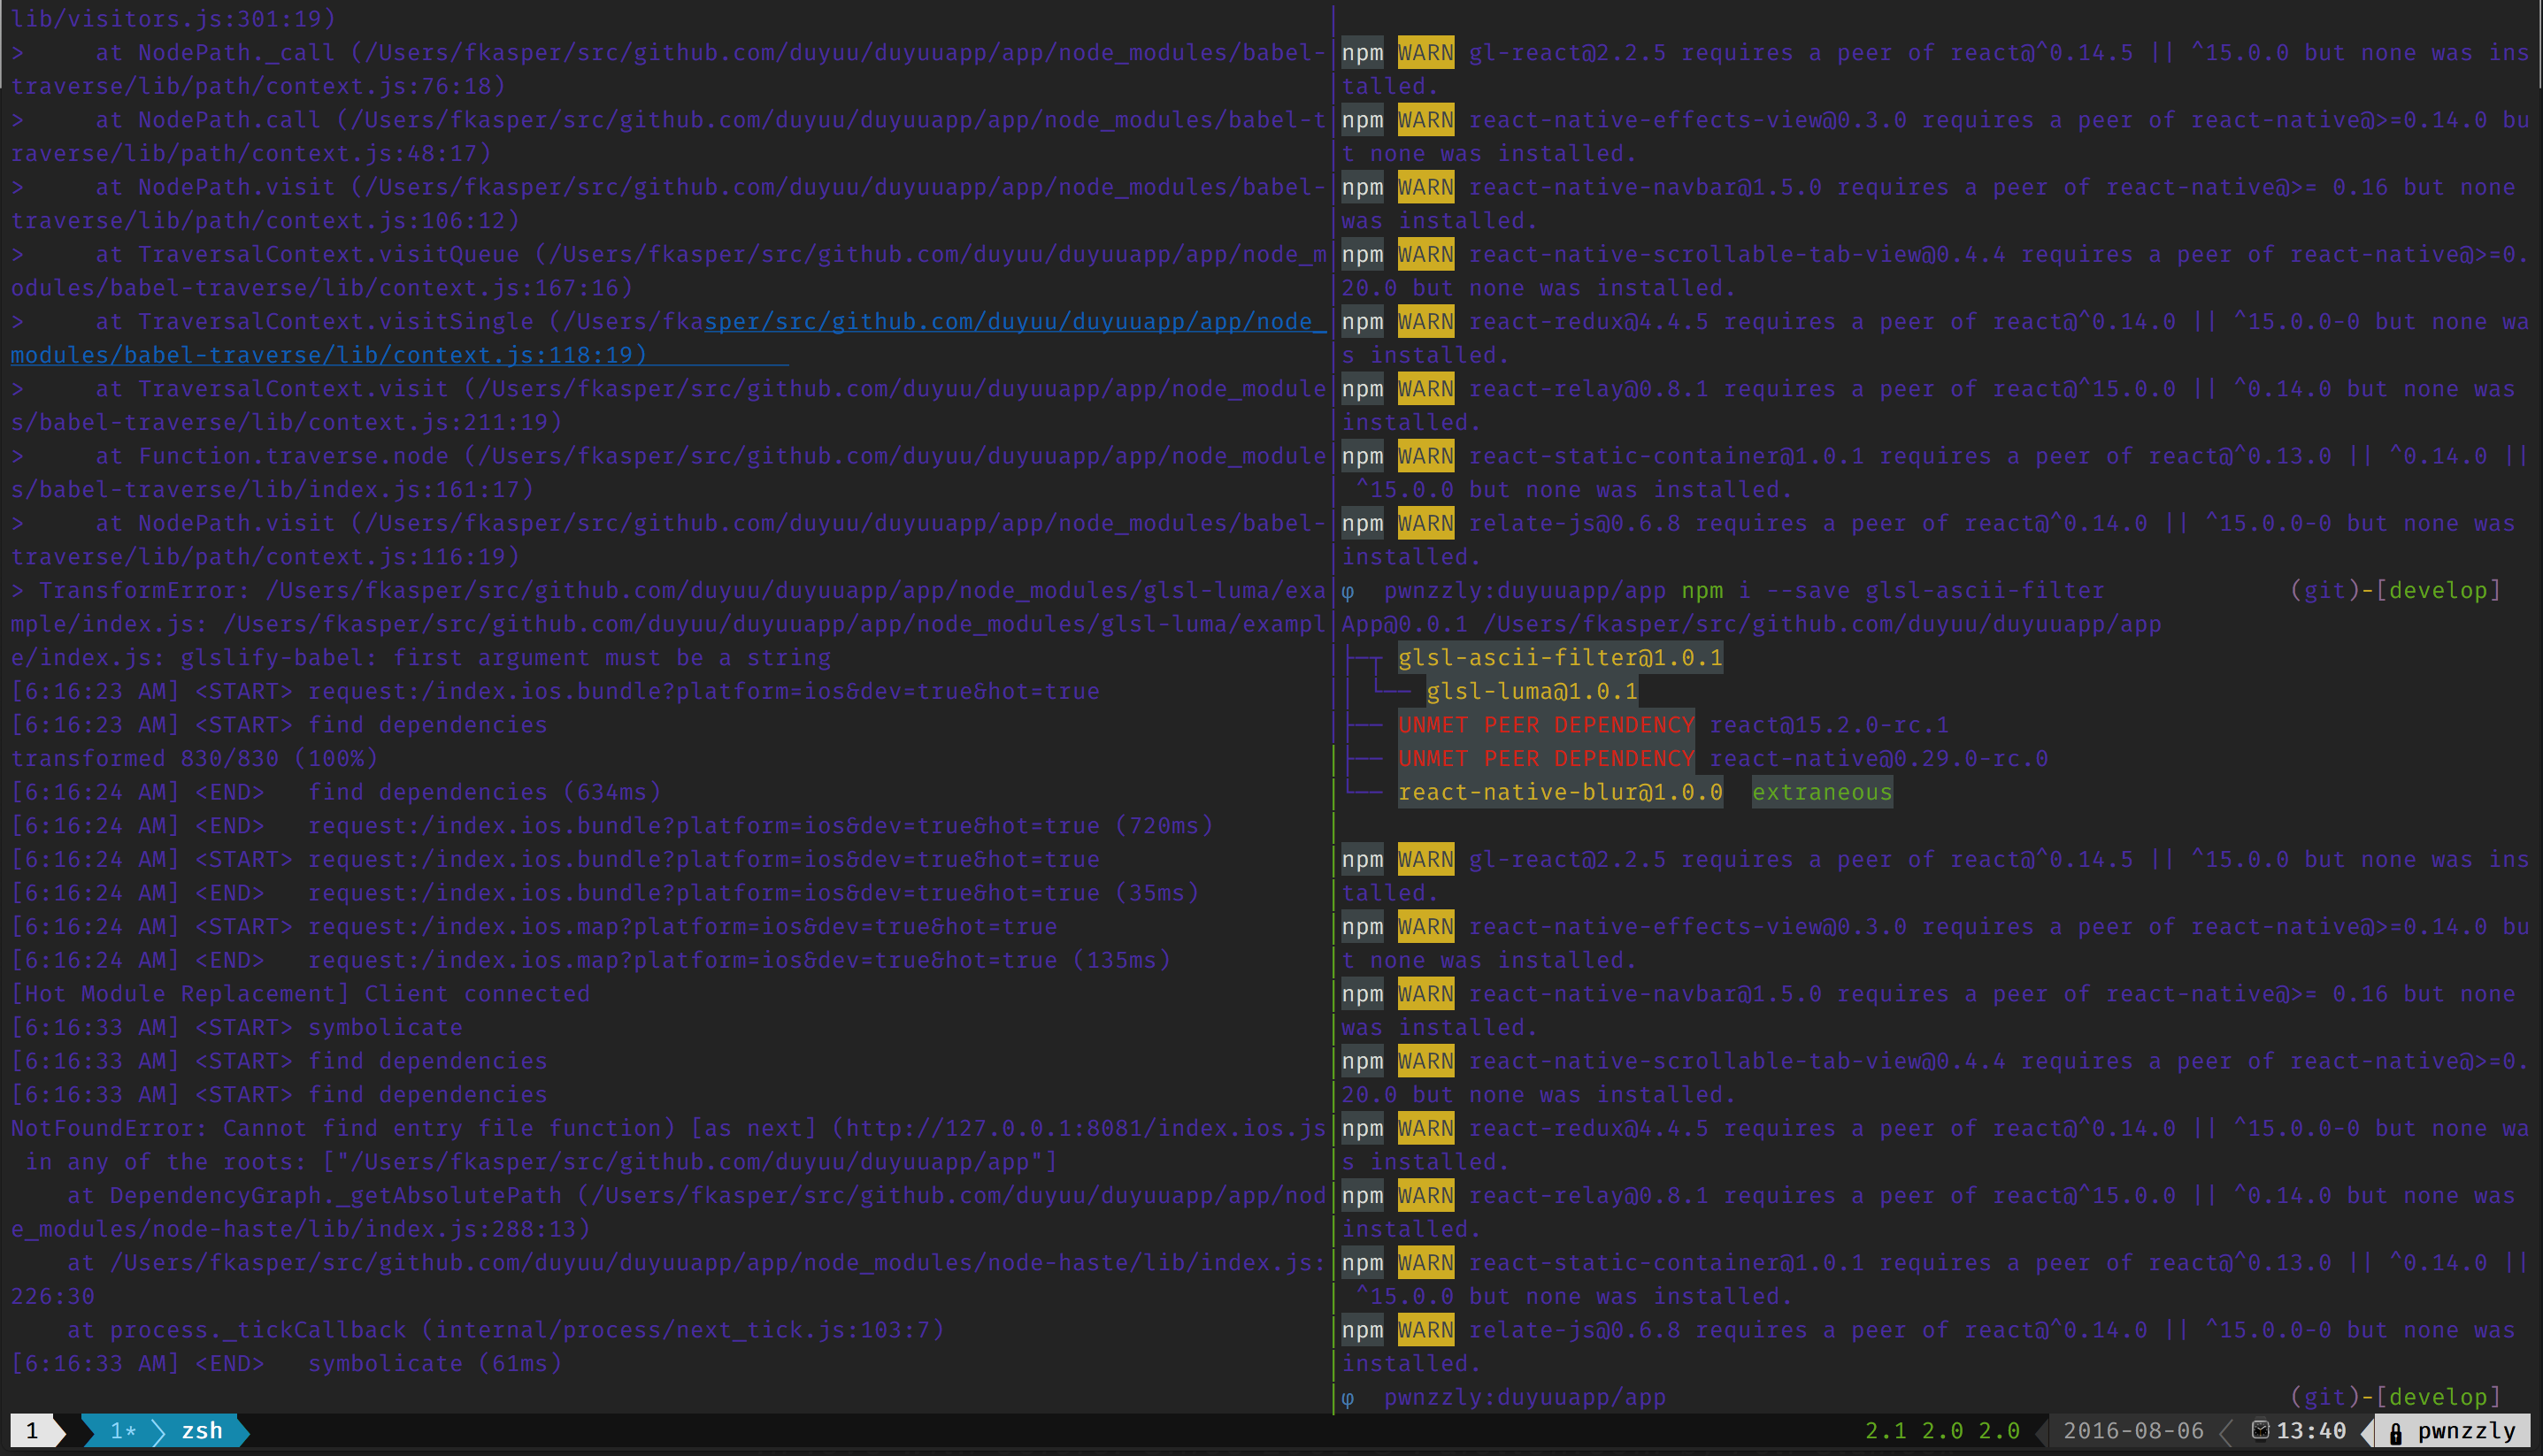 lib/visitors.js:301:19)
>     at NodePath._call (/Users/fkasper/src/github.com/duyuu/duyuuapp/app/node_modules/babel-
traverse/lib/path/context.js:76:18)
>     at NodePath.call (/Users/fkasper/src/github.com/duyuu/duyuuapp/app/node_modules/babel-t
raverse/lib/path/context.js:48:17)
>     at NodePath.visit (/Users/fkasper/src/github.com/duyuu/duyuuapp/app/node_modules/babel-
traverse/lib/path/context.js:106:12)
>     at TraversalContext.visitQueue (/Users/fkasper/src/github.com/duyuu/duyuuapp/app/node_m
odules/babel-traverse/lib/context.js:167:16)
>     at TraversalContext.visitSingle (/Users/fkasper/src/github.com/duyuu/duyuuapp/app/node_
modules/babel-traverse/lib/context.js:118:19)
>     at TraversalContext.visit (/Users/fkasper/src/github.com/duyuu/duyuuapp/app/node_module
s/babel-traverse/lib/context.js:211:19)
>     at Function.traverse.node (/Users/fkasper/src/github.com/duyuu/duyuuapp/app/node_module
s/babel-traverse/lib/index.js:161:17)
>     at NodePath.visit (/Users/fkasper/src/github.com/duyuu/duyuuapp/app/node_modules/babel-
traverse/lib/path/context.js:116:19)
> TransformError: /Users/fkasper/src/github.com/duyuu/duyuuapp/app/node_modules/glsl-luma/exa
mple/index.js: /Users/fkasper/src/github.com/duyuu/duyuuapp/app/node_modules/glsl-luma/exampl
e/index.js: glslify-babel: first argument must be a string
[6:16:23 AM] <START> request:/index.ios.bundle?platform=ios&dev=true&hot=true
[6:16:23 AM] <START> find dependencies
transformed 830/830 (100%)
[6:16:24 AM] <END>   find dependencies (634ms)
[6:16:24 AM] <END>   request:/index.ios.bundle?platform=ios&dev=true&hot=true (720ms)
[6:16:24 AM] <START> request:/index.ios.bundle?platform=ios&dev=true&hot=true
[6:16:24 AM] <END>   request:/index.ios.bundle?platform=ios&dev=true&hot=true (35ms)
[6:16:24 AM] <START> request:/index.ios.map?platform=ios&dev=true&hot=true
[6:16:24 AM] <END>   request:/index.ios.map?platform=ios&dev=true&hot=true (135ms)
[Hot Module Replacement] Client connected
[6:16:33 AM] <START> symbolicate
[6:16:33 AM] <START> find dependencies
[6:16:33 AM] <START> find dependencies
NotFoundError: Cannot find entry file function) [as next] (http://127.0.0.1:8081/index.ios.js
 in any of the roots: ["/Users/fkasper/src/github.com/duyuu/duyuuapp/app"]
    at DependencyGraph._getAbsolutePath (/Users/fkasper/src/github.com/duyuu/duyuuapp/app/nod
e_modules/node-haste/lib/index.js:288:13)
    at /Users/fkasper/src/github.com/duyuu/duyuuapp/app/node_modules/node-haste/lib/index.js:
226:30
    at process._tickCallback (internal/process/next_tick.js:103:7)
[6:16:33 AM] <END>   symbolicate (61ms)
npm WARN gl-react@2.2.5 requires a peer of react@^0.14.5 || ^15.0.0 but none was ins
talled.
npm WARN react-native-effects-view@0.3.0 requires a peer of react-native@>=0.14.0 bu
t none was installed.
npm WARN react-native-navbar@1.5.0 requires a peer of react-native@>= 0.16 but none
was installed.
npm WARN react-native-scrollable-tab-view@0.4.4 requires a peer of react-native@>=0.
20.0 but none was installed.
npm WARN react-redux@4.4.5 requires a peer of react@^0.14.0 || ^15.0.0-0 but none wa
s installed.
npm WARN react-relay@0.8.1 requires a peer of react@^15.0.0 || ^0.14.0 but none was
installed.
npm WARN react-static-container@1.0.1 requires a peer of react@^0.13.0 || ^0.14.0 ||
 ^15.0.0 but none was installed.
npm WARN relate-js@0.6.8 requires a peer of react@^0.14.0 || ^15.0.0-0 but none was
installed.
φ  pwnzzly:duyuuapp/app npm i --save glsl-ascii-filter (git)-[develop]
App@0.0.1 /Users/fkasper/src/github.com/duyuu/duyuuapp/app
├─┬ glsl-ascii-filter@1.0.1
│ └── glsl-luma@1.0.1
├── UNMET PEER DEPENDENCY react@15.2.0-rc.1
├── UNMET PEER DEPENDENCY react-native@0.29.0-rc.0
└── react-native-blur@1.0.0  extraneous
npm WARN gl-react@2.2.5 requires a peer of react@^0.14.5 || ^15.0.0 but none was ins
talled.
npm WARN react-native-effects-view@0.3.0 requires a peer of react-native@>=0.14.0 bu
t none was installed.
npm WARN react-native-navbar@1.5.0 requires a peer of react-native@>= 0.16 but none
was installed.
npm WARN react-native-scrollable-tab-view@0.4.4 requires a peer of react-native@>=0.
20.0 but none was installed.
npm WARN react-redux@4.4.5 requires a peer of react@^0.14.0 || ^15.0.0-0 but none wa
s installed.
npm WARN react-relay@0.8.1 requires a peer of react@^15.0.0 || ^0.14.0 but none was
installed.
npm WARN react-static-container@1.0.1 requires a peer of react@^0.13.0 || ^0.14.0 ||
 ^15.0.0 but none was installed.
npm WARN relate-js@0.6.8 requires a peer of react@^0.14.0 || ^15.0.0-0 but none was
installed.
φ  pwnzzly:duyuuapp/app (git)-[develop]
1 1* zsh 2.1 2.0 2.0 2016-08-06 13:40 pwnzzly